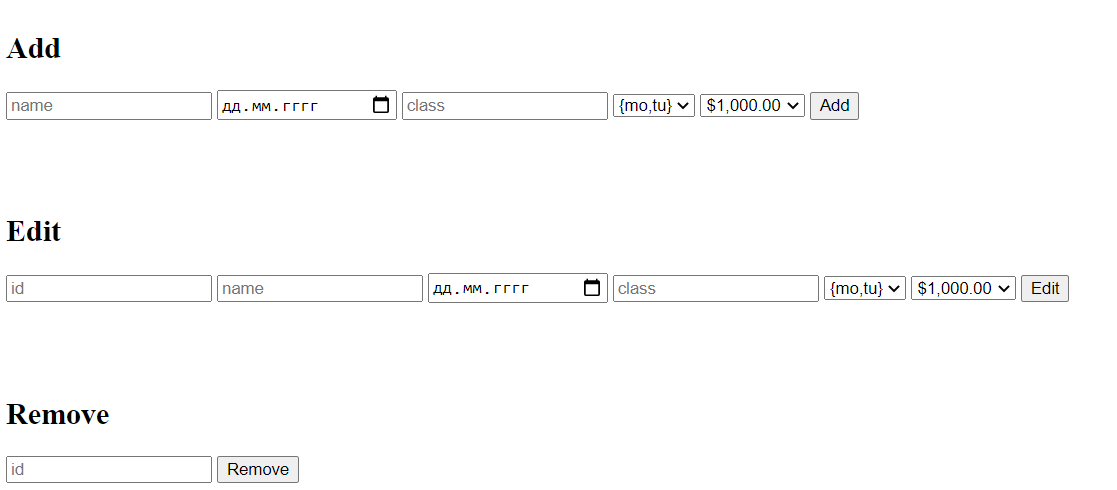 Add
name дд.мм.гггг class {mo,tu} $1,000.00 Add
Edit
id name дд.мм.гггг class {mo,tu} $1,000.00 Edit
Remove
id Remove